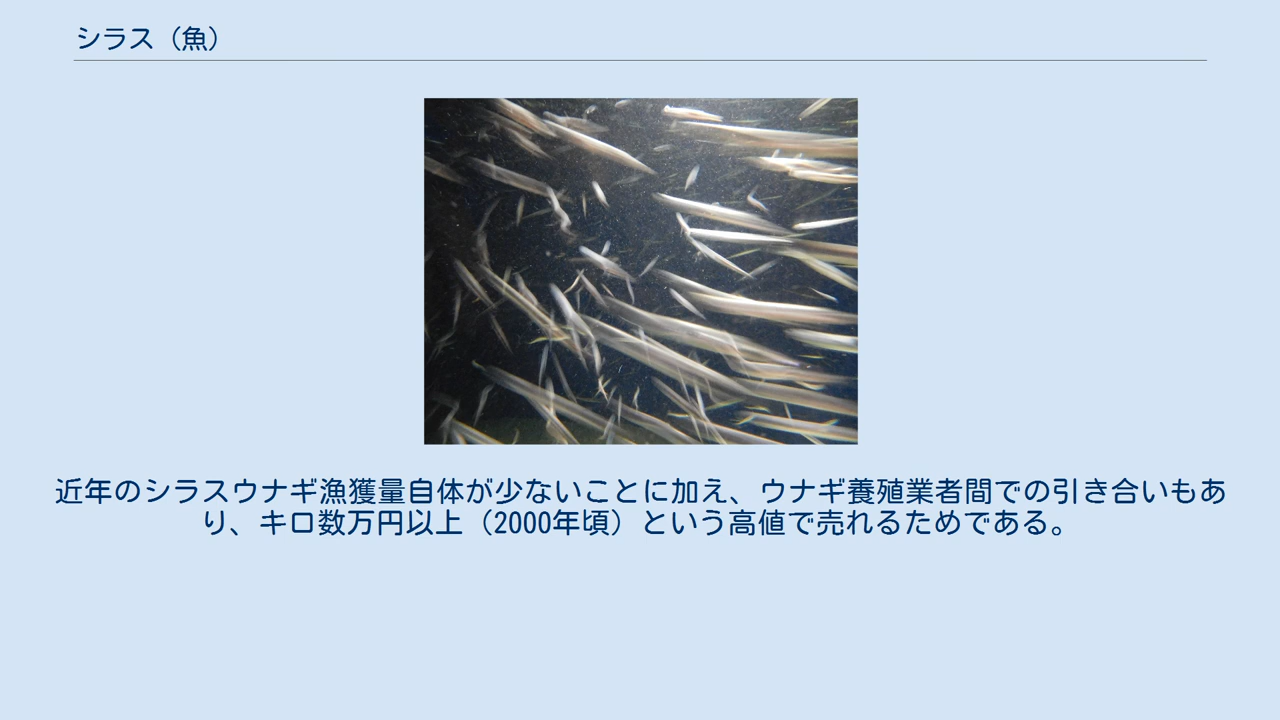 シラス（魚）
近年のシラスウナギ漁獲量自体が少ないことに加え、ウナギ養殖業者間での引き合いもあ
り、キロ数万円以上（2000年頃）という高値で売れるためである。